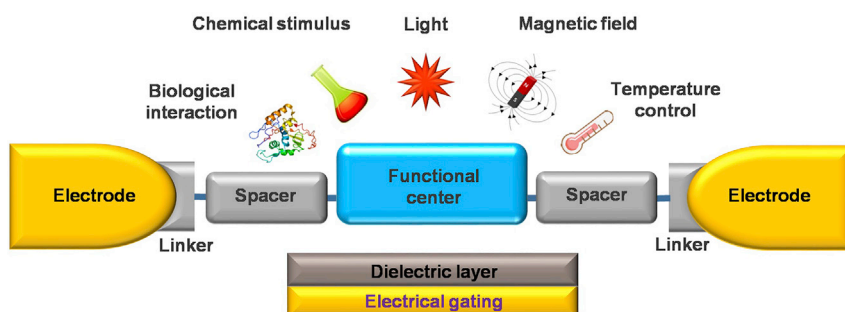 Chemical stimulus
Light
Magnetic field
Biological
interaction
Temperature
control
Electrode
Spacer
Functional
center
Spacer
Electrode
Linker
Linker
Dielectric layer
Electrical gating